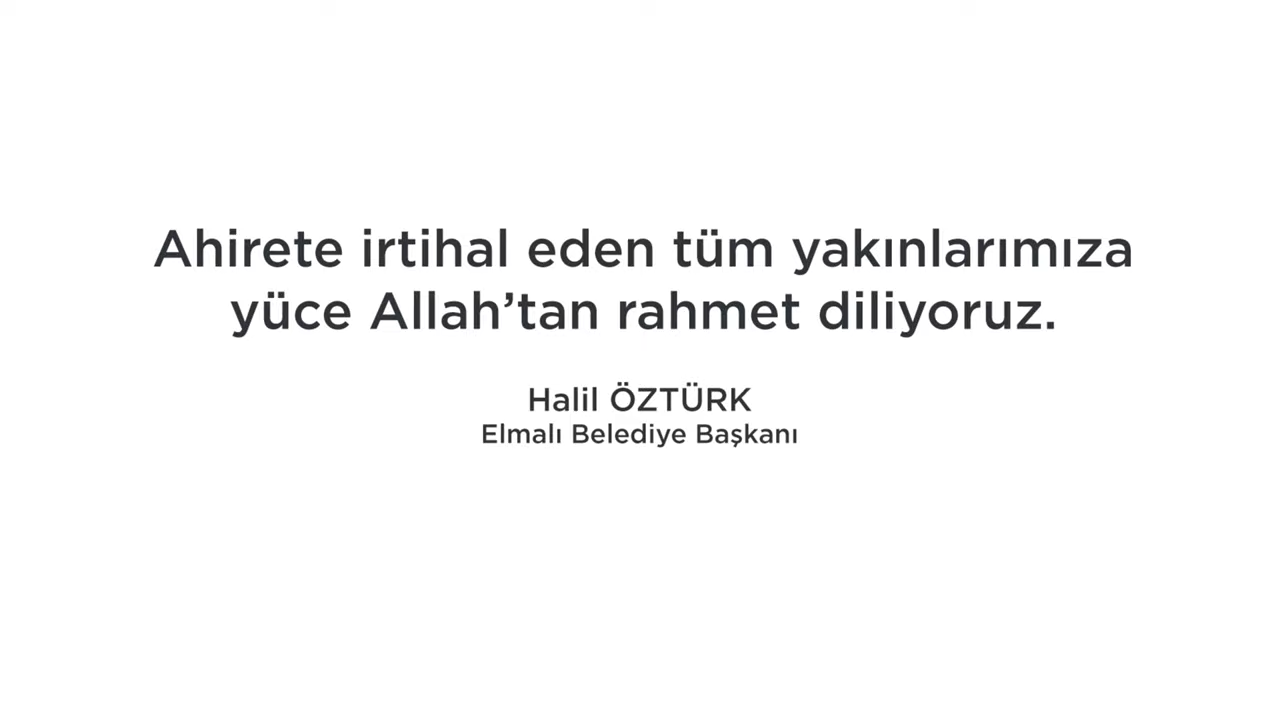 Ahirete irtihal eden tüm yakınlarımıza
yüce Allah’tan rahmet diliyoruz.
Halil ÖZTÜRK
Elmalı Belediye Başkanı